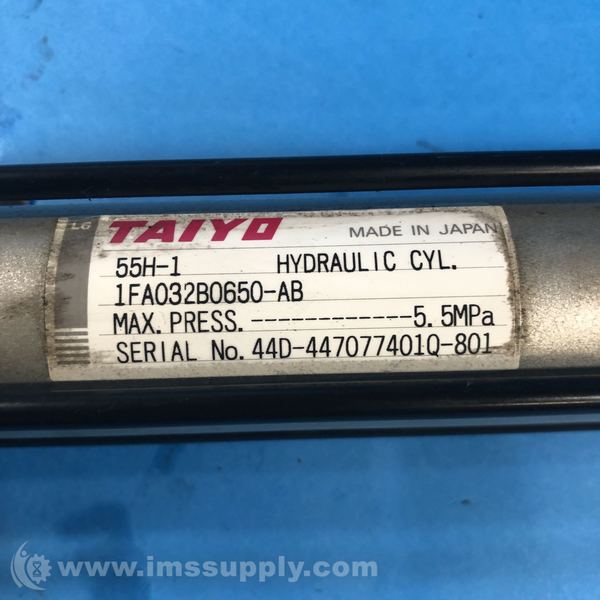 TAIYO
MADE IN JAPAN
55H-1 HYDRAULIC CYL.
1FA032B0650-AB
MAX. PRESS. ------------5.5MPa
SERIAL No. 44D-447077401Q-801
www.imssupply.com